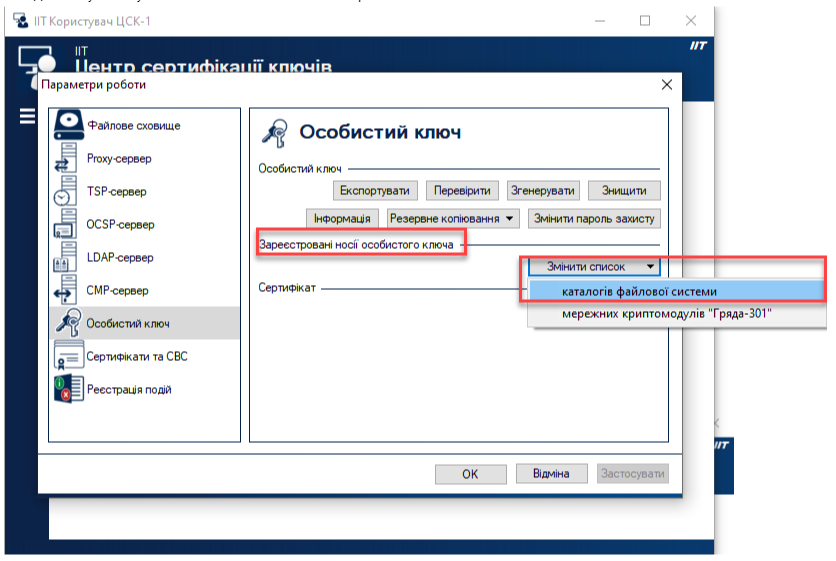 ІІТ Користувач ЦСК-1
ІІТ
Центр сертифікації ключів
ІІТ
Параметри роботи
Файлове сховище
Proxy-сервер
TSP-сервер
OCSP-сервер
LDAP-сервер
CMP-сервер
Особистий ключ
Сертифікати та СВС
Реєстрація подій
Особистий ключ
Особистий ключ
Експортувати Перевірити Згенерувати Знищити
Інформація Резервне копіювання Змінити пароль захисту
Зареєстровані носії особистого ключа
Змінити список
Сертифікат
каталогів файлової системи
мережних криптомодулів "Гряда-301"
ІІТ
OK Відміна Застосувати